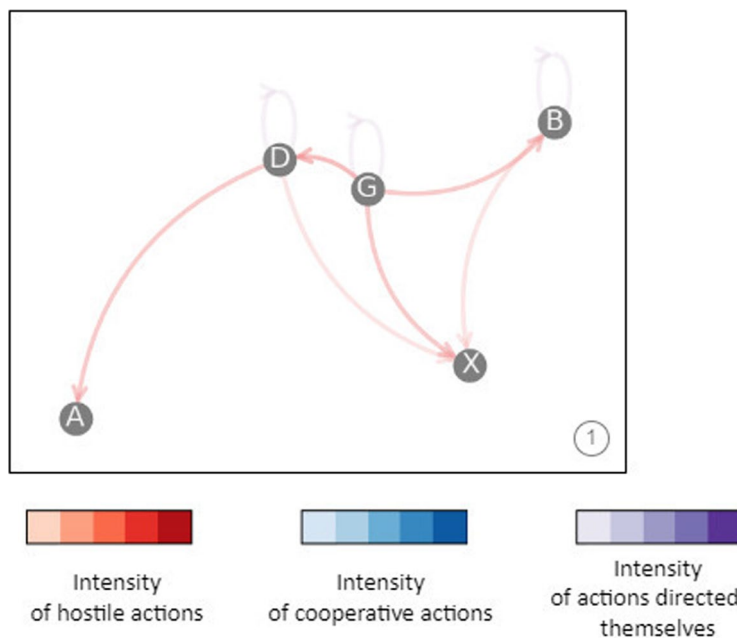 B
D
G
X
A
1
Intensity
of hostile actions
Intensity
of cooperative actions
Intensity
of actions directed
themselves